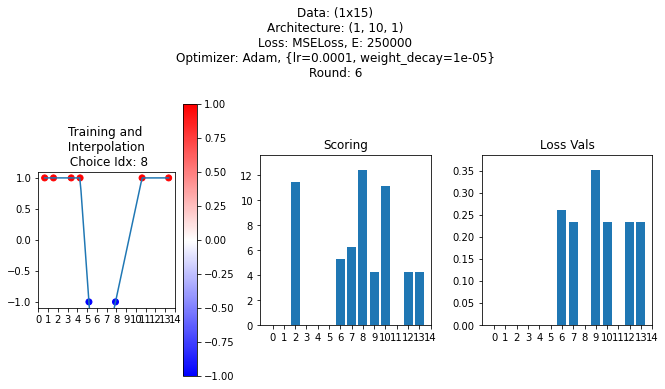 Data: (1x15)
Architecture: (1, 10, 1)
Loss: MSELoss, E: 250000
Optimizer: Adam, {lr=0.0001, weight_decay=1e-05}
Round: 6
Training and
Interpolation
Choice Idx: 8
1.0
0.5
0.0
−0.5
−1.0
0 1 2 3 4 5 6 7 8 9 10 11 12 13 14
1.00
0.75
0.50
0.25
0.00
−0.25
−0.50
−0.75
−1.00
Scoring
12
10
8
6
4
2
0
0 1 2 3 4 5 6 7 8 9 10 11 12 13 14
Loss Vals
0.35
0.30
0.25
0.20
0.15
0.10
0.05
0.00
0 1 2 3 4 5 6 7 8 9 10 11 12 13 14